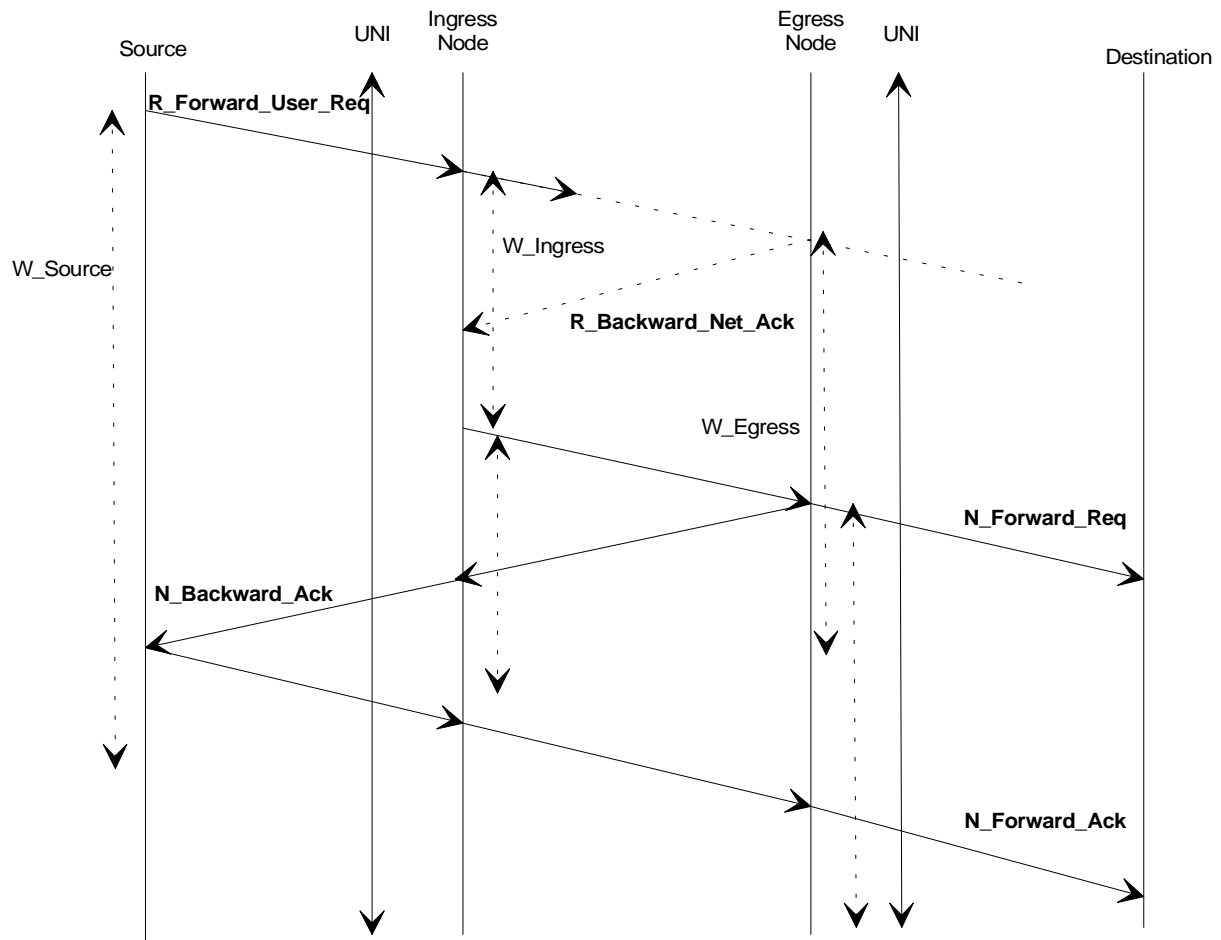 Source
UNI
Ingress
Node
Egress
Node
UNI
Destination
R_Forward_User_Req
W_Ingress
W_Source
R_Backward_Net_Ack
W_Egress
N_Forward_Req
N_Backward_Ack
N_Forward_Ack